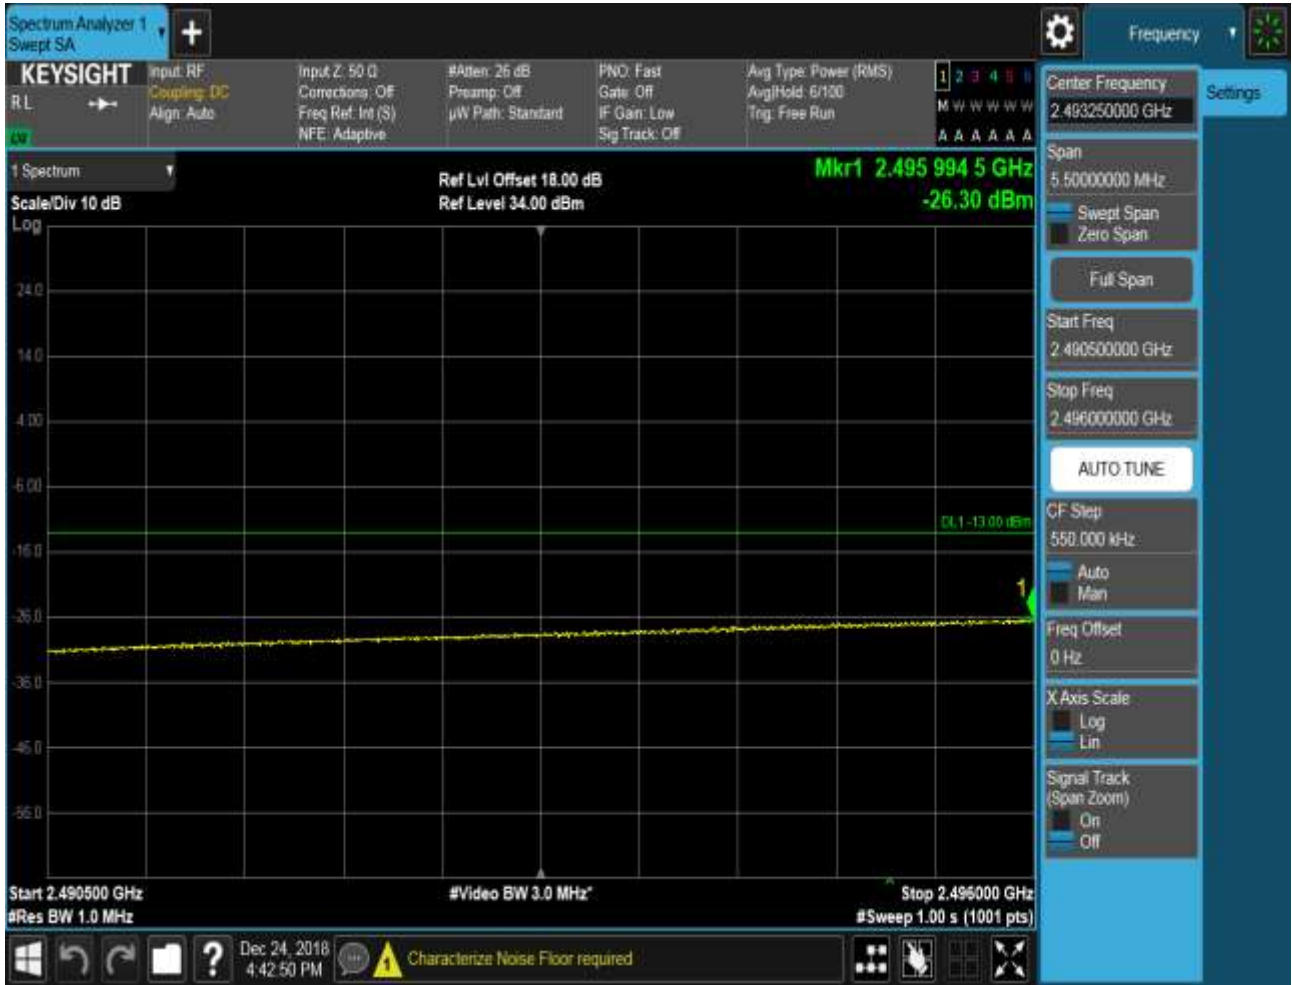 Spectrum Analyzer 1
Swept SA
Frequency
KEYSIGHT
Input: RF
Input Z: 50 Ω
#Atten: 26 dB
PNO: Fast
Avg Type: Power (RMS)
1 2 3 4 5 6
R L
Coupling: DC
Corrections: Off
Preamp: Off
Gate: Off
Avg|Hold: 6/100
M W W W W W
Align: Auto
Freq Ref: Int (S)
µW Path: Standard
IF Gain: Low
Trig: Free Run
NFE: Adaptive
Sig Track: Off
A A A A A A
1 Spectrum
Scale/Div 10 dB
Log
Ref Lvl Offset 18.00 dB
Ref Level 34.00 dBm
Mkr1 2.495 994 5 GHz
-26.30 dBm
24.0
14.0
4.00
-6.00
-16.0
-26.0
-36.0
-46.0
-56.0
DL1 -13.00 dBm
1
Start 2.490500 GHz
#Video BW 3.0 MHz*
Stop 2.496000 GHz
#Res BW 1.0 MHz
#Sweep 1.00 s (1001 pts)
Center Frequency
2.493250000 GHz
Settings
Span
5.50000000 MHz
Swept Span
Zero Span
Full Span
Start Freq
2.490500000 GHz
Stop Freq
2.496000000 GHz
AUTO TUNE
CF Step
550.000 kHz
Auto
Man
Freq Offset
0 Hz
X Axis Scale
Log
Lin
Signal Track
(Span Zoom)
On
Off
?
Dec 24, 2018
4:42:50 PM
1
Characterize Noise Floor required